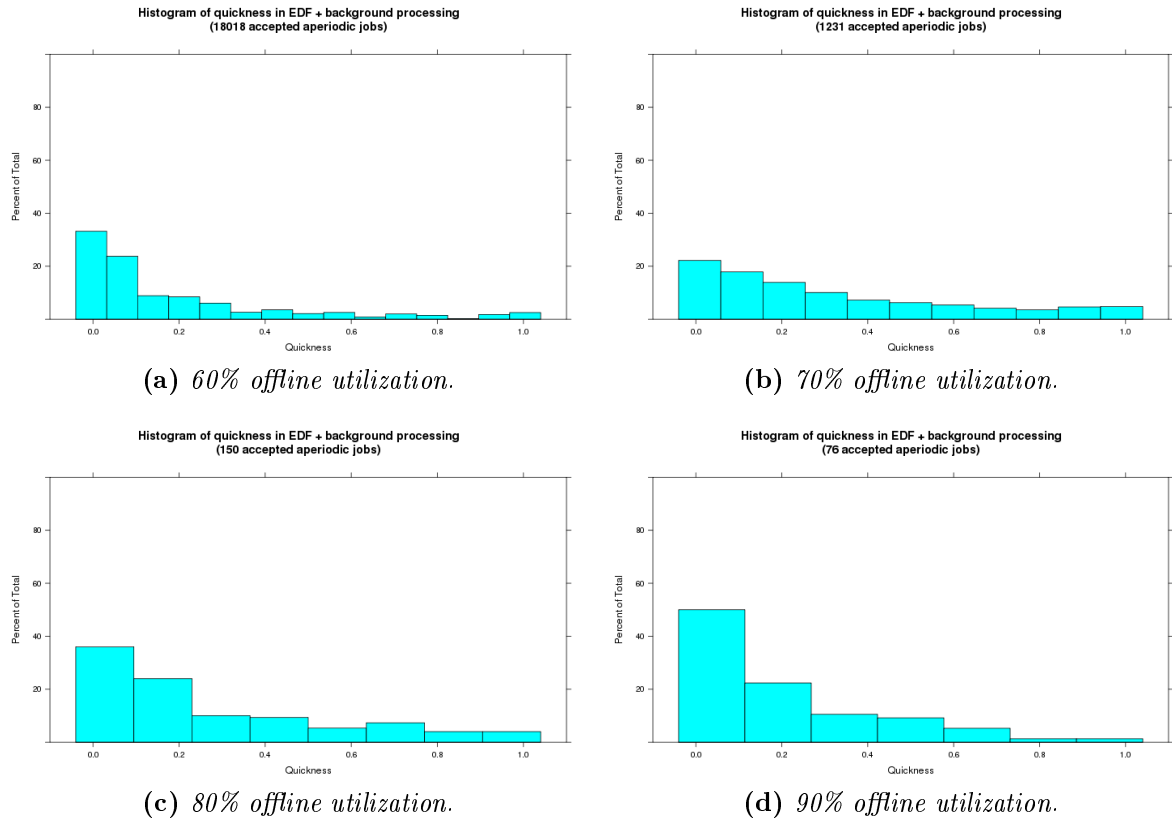 Histogram of quickness in EDF + background processing
(18018 accepted aperiodic jobs)
Percent of Total
80
60
40
20
0.0 0.2 0.4 0.6 0.8 1.0
Quickness
(a) 60% offline utilization.
Histogram of quickness in EDF + background processing
(1231 accepted aperiodic jobs)
Percent of Total
80
60
40
20
0.0 0.2 0.4 0.6 0.8 1.0
Quickness
(b) 70% offline utilization.
Histogram of quickness in EDF + background processing
(150 accepted aperiodic jobs)
Percent of Total
80
60
40
20
0.0 0.2 0.4 0.6 0.8 1.0
Quickness
(c) 80% offline utilization.
Histogram of quickness in EDF + background processing
(76 accepted aperiodic jobs)
Percent of Total
80
60
40
20
0.0 0.2 0.4 0.6 0.8 1.0
Quickness
(d) 90% offline utilization.